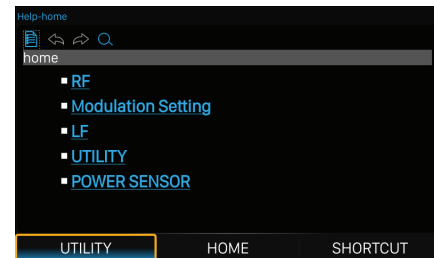 Help-home
home
RF
Modulation Setting
LF
UTILITY
POWER SENSOR
UTILITY HOME SHORTCUT